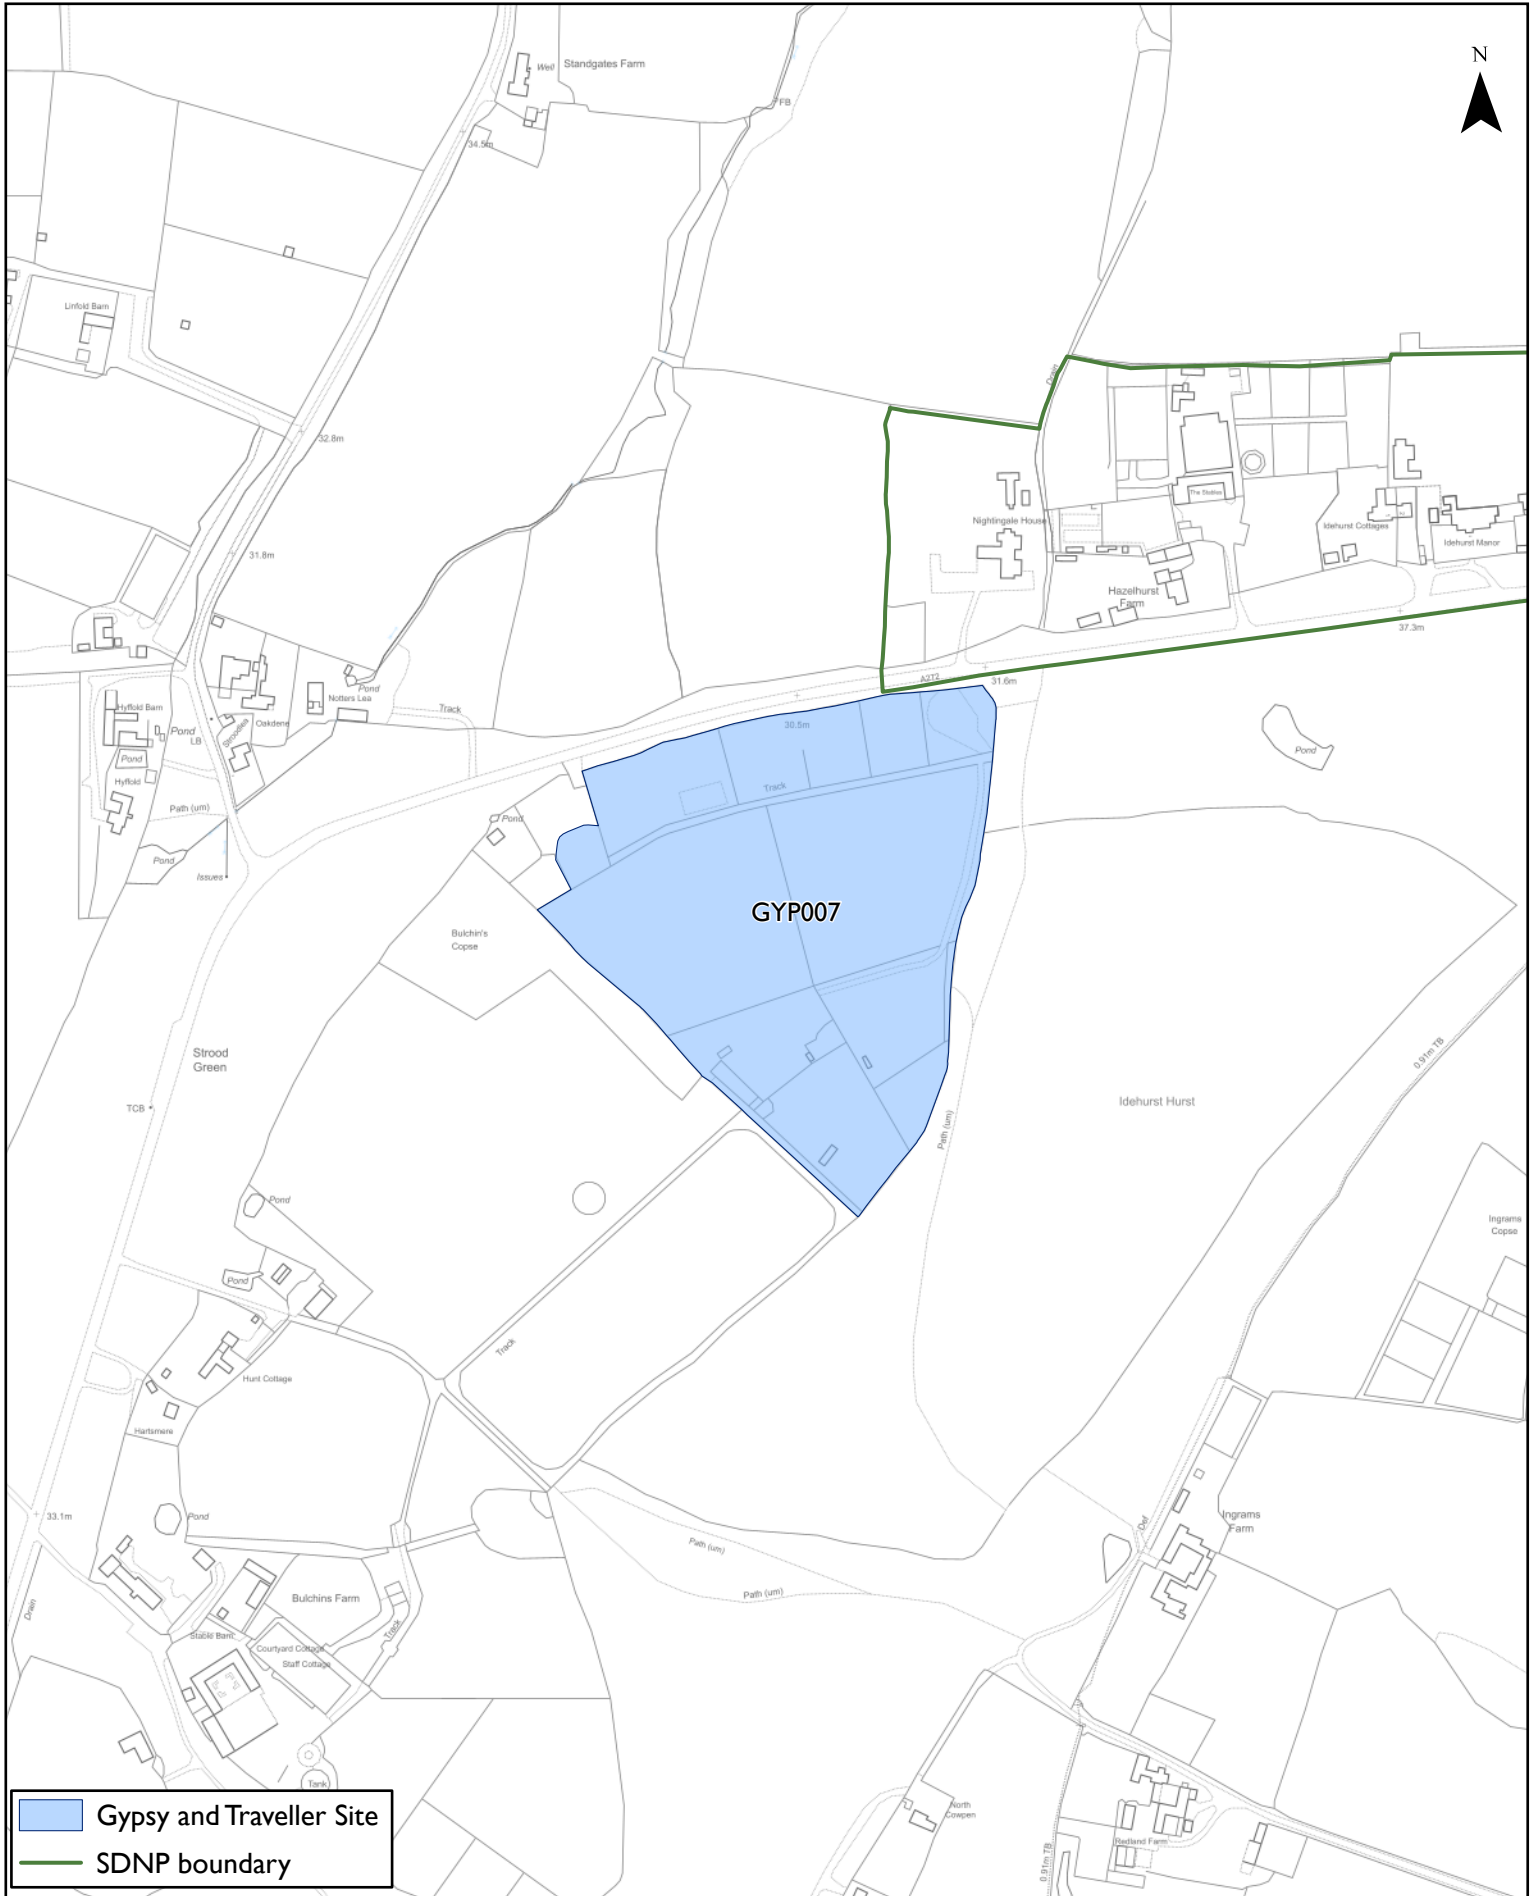 N
Well
Standgates Farm
FB
34.5m
Linfold Barn
Drain
32.8m
The Stables
Nightingale House
Idehurst Cottages
Idehurst Manor
31.8m
Hazelhurst
Farm
37.3m
A272
31.6m
Pond
Notters Lea
Hyffold Barn
Track
Oakdene
Stroodlea
Pond
LB
30.5m
Pond
Pond
Hyffold
Track
Path (um)
Pond
Pond
Issues
GYP007
Bulchin's
Copse
Strood
Green
0.91m TB
TCB
Idehurst Hurst
Path (um)
Pond
Ingrams
Copse
Pond
Track
Hunt Cottage
Hartsmere
33.1m
Pond
Def
Ingrams
Farm
Path (um)
Path (um)
Bulchins Farm
Drain
Track
Courtyard Cottage
Staff Cottage
Tank
North
Cowpen
Redland Farm
0.91m TB
Gypsy and Traveller Site
SDNP boundary